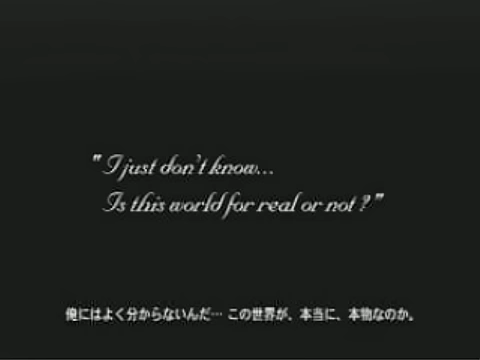 "I just don't know...
Is this world for real or not?"
俺にはよく分からないんだ… この世界が、本当に、本物なのか。